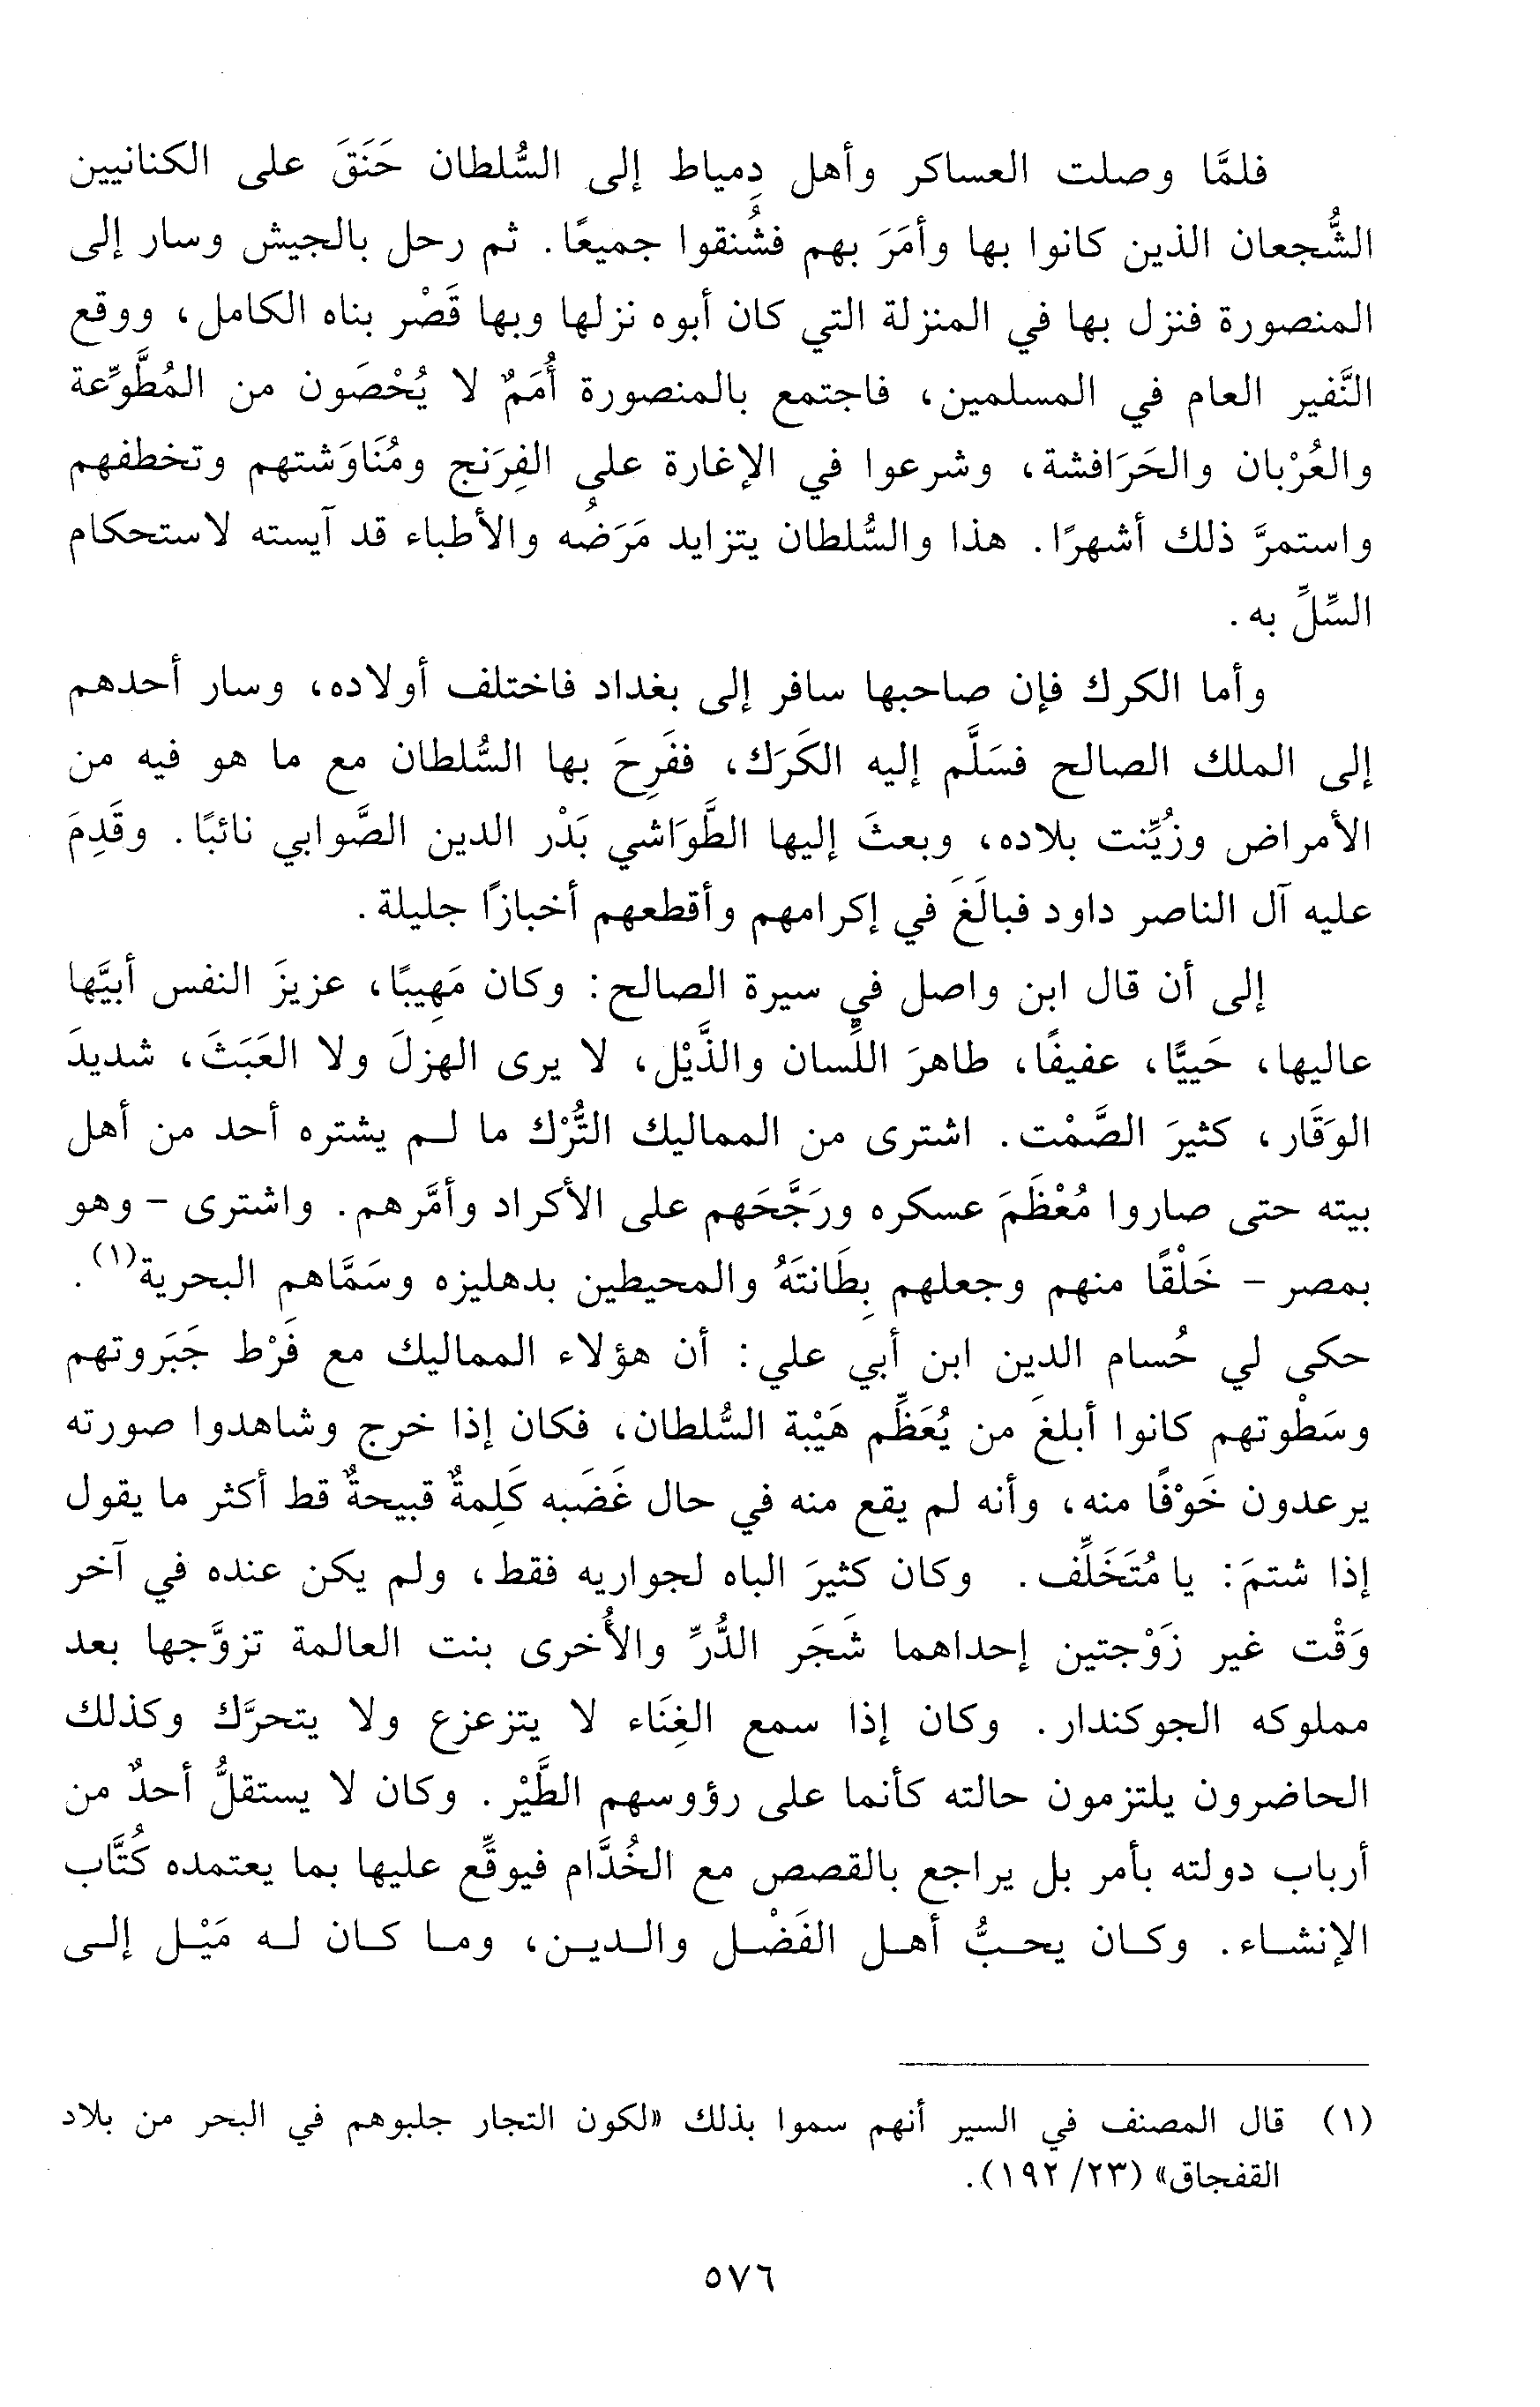 فلمَّا وصلت العساكر وأهل دِمياط إلى السُّلطان حَنَقَ على الكنانيين
الشُّجعان الذين كانوا بها وأمَرَ بهم فشُنقوا جميعًا. ثم رحل بالجيش وسار إلى
المنصورة فنزل بها في المنزلة التي كان أبوه نزلها وبها قَصْر بناه الكامل، ووقع
النَّفير العام في المسلمين، فاجتمع بالمنصورة أُمَمٌ لا يُحْصَون من المُطَّوِّعة
والعُرْبان والحَرَافشة، وشرعوا في الإغارة على الفِرَنج ومُنَاوَشتهم وتخطفهم
واستمرَّ ذلك أشهرًا. هذا والسُّلطان يتزايد مَرَضُه والأطباء قد آيسته لاستحكام
السِّلِّ به.
وأما الكرك فإن صاحبها سافر إلى بغداد فاختلف أولاده، وسار أحدهم
إلى الملك الصالح فسَلَّم إليه الكَرَك، ففَرِحَ بها السُّلطان مع ما هو فيه من
الأمراض وزُيِّنت بلاده، وبعثَ إليها الطَّوَاشي بَدْر الدين الصَّوابي نائبًا. وقَدِمَ
عليه آل الناصر داود فبالَغَ في إكرامهم وأقطعهم أخبازًا جليلة.
إلى أن قال ابن واصل في سيرة الصالح: وكان مَهِيبًا، عزيزَ النفس أبيَّها
عاليها، حَييًّا، عفيفًا، طاهرَ اللِّسان والذَّيْل، لا يرى الهزلَ ولا العَبَثَ، شديدَ
الوَقَار، كثيرَ الصَّمْت. اشترى من المماليك التُّرْك ما لم يشتره أحد من أهل
بيته حتى صاروا مُعْظَمَ عسكره ورَجَّحَهم على الأكراد وأمَّرهم. واشترى - وهو
بمصر - خَلْقًا منهم وجعلهم بِطَانتَهُ والمحيطين بدهليزه وسَمَّاهم البحرية(١).
حكى لي حُسام الدين ابن أبي علي: أن هؤلاء المماليك مع فَرْط جَبَروتهم
وسَطْوتهم كانوا أبلغَ من يُعَظِّم هَيْبة السُّلطان، فكان إذا خرج وشاهدوا صورته
يرعدون خَوْفًا منه، وأنه لم يقع منه في حال غَضَبه كَلِمةٌ قبيحةٌ قط أكثر ما يقول
إذا شتمَ: يا مُتَخَلِّف. وكان كثيرَ الباه لجواريه فقط، ولم يكن عنده في آخر
وَقْت غير زَوْجتين إحداهما شَجَر الدُّرِّ والأُخرى بنت العالمة تزوَّجها بعد
مملوكه الجوكندار. وكان إذا سمع الغِنَاء لا يتزعزع ولا يتحرَّك وكذلك
الحاضرون يلتزمون حالته كأنما على رؤوسهم الطَّيْر. وكان لا يستقلُّ أحدٌ من
أرباب دولته بأمر بل يراجع بالقصص مع الخُدَّام فيوقِّع عليها بما يعتمده كُتَّاب
الإنشاء. وكان يحبُّ أهل الفَضْل والدين، وما كان له مَيْل إلى
(١) قال المصنف في السير أنهم سموا بذلك «لكون التجار جلبوهم في البحر من بلاد
القفجاق» (٢٣/ ١٩٢).
٥٧٦